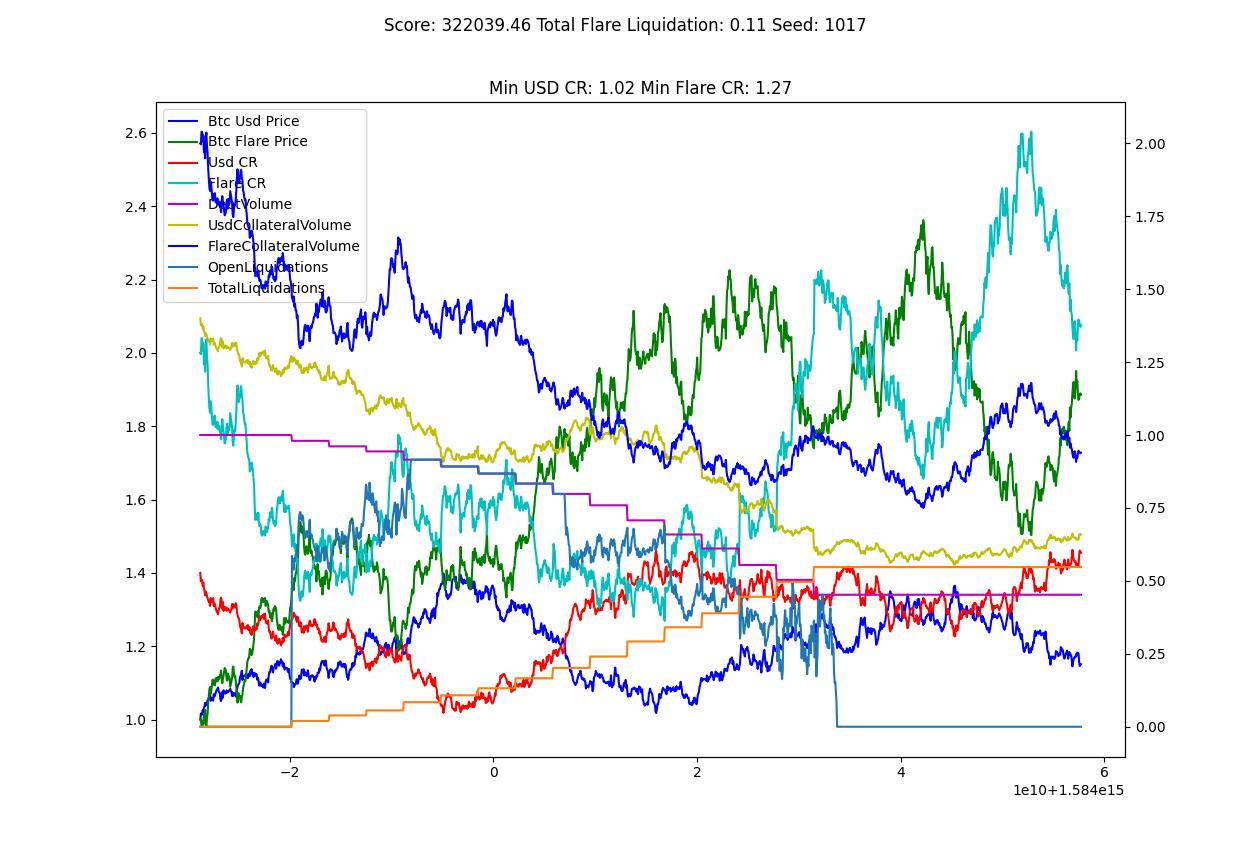 Score: 322039.46 Total Flare Liquidation: 0.11 Seed: 1017
Min USD CR: 1.02 Min Flare CR: 1.27
Btc Usd Price
Btc Flare Price
Usd CR
Flare CR
DebtVolume
UsdCollateralVolume
FlareCollateralVolume
OpenLiquidations
TotalLiquidations
2.6
2.4
2.2
2.0
1.8
1.6
1.4
1.2
1.0
2.00
1.75
1.50
1.25
1.00
0.75
0.50
0.25
0.00
−2 0 2 4 6
1e10+1.584e15